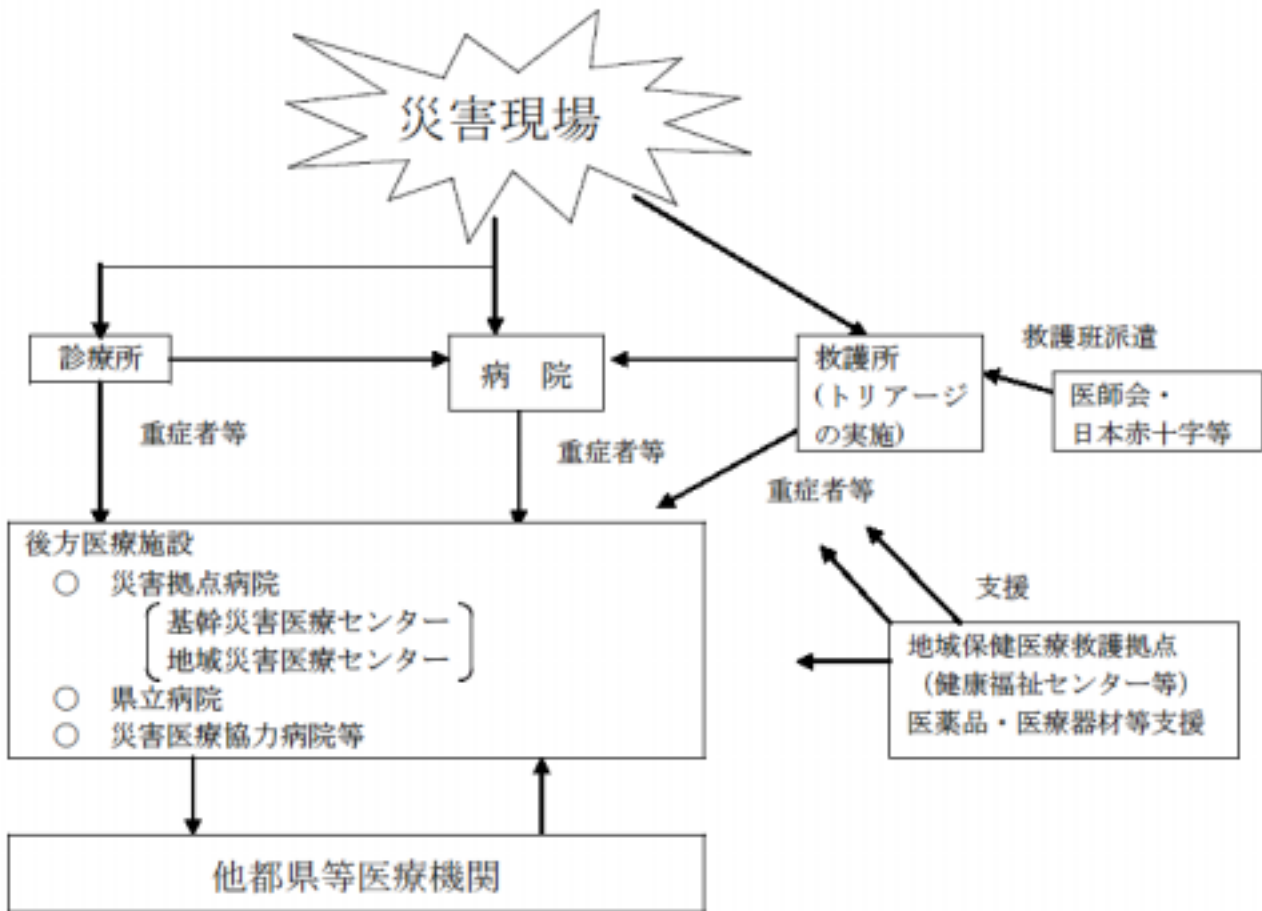 災害現場
診療所
病　院
救護所
(トリアージ
の実施)
救護班派遣
医師会・
日本赤十字等
重症者等
重症者等
重症者等
後方医療施設
○　災害拠点病院
基幹災害医療センター
地域災害医療センター
○　県立病院
○　災害医療協力病院等
支援
地域保健医療救護拠点
(健康福祉センター等)
医薬品・医療器材等支援
他都県等医療機関